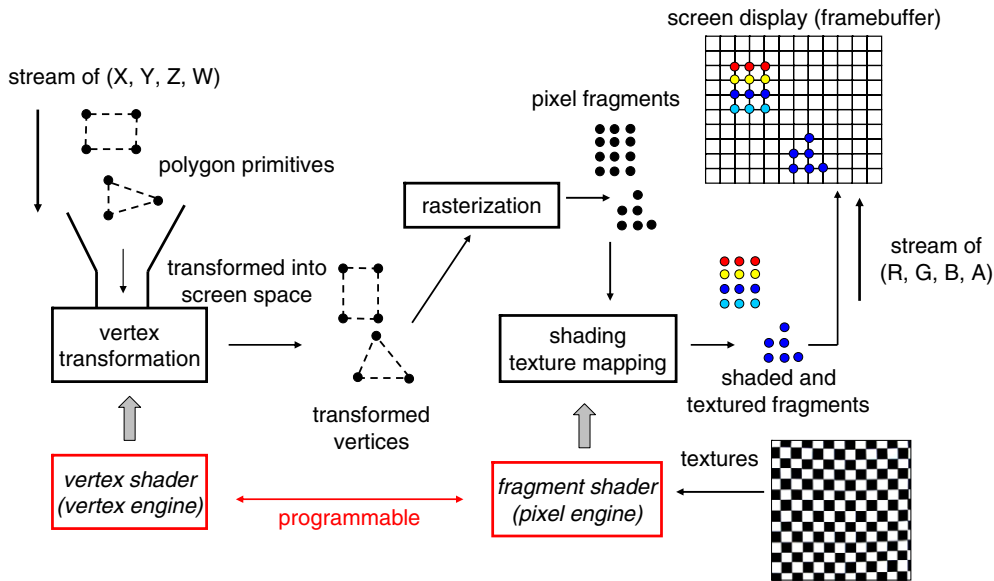 screen display (framebuffer)
stream of (X, Y, Z, W)
pixel fragments
polygon primitives
rasterization
transformed into
screen space
stream of
(R, G, B, A)
vertex
transformation
shading
texture mapping
transformed
vertices
shaded and
textured fragments
vertex shader
(vertex engine)
programmable
fragment shader
(pixel engine)
textures